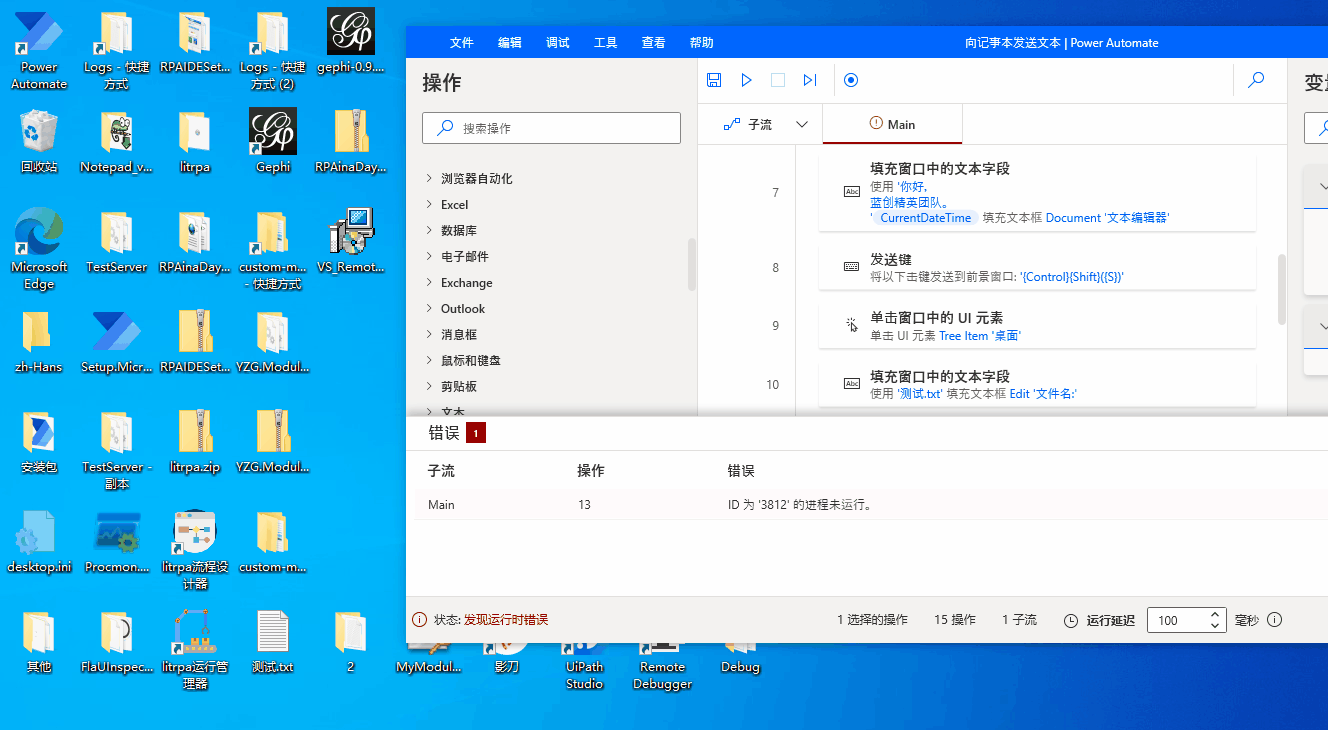 Power
Automate
Logs - 快捷
方式
RPAIDESet...
Logs - 快捷
方式 (2)
gephi-0.9....
回收站
Notepad_v...
litrpa
Gephi
RPAinaDay...
Microsoft
Edge
TestServer
RPAinaDay...
custom-m...
- 快捷方式
VS_Remot...
zh-Hans
Setup.Micr...
RPAIDESet...
YZG.Modul...
安装包
TestServer -
副本
litrpa.zip
YZG.Modul...
desktop.ini
Procmon....
litrpa流程设
计器
custom-m...
其他
FlaUInspec...
litrpa运行管
理器
测试.txt
2
MyModul...
影刀
UiPath
Studio
Remote
Debugger
Debug
文件 编辑 调试 工具 查看 帮助
向记事本发送文本 | Power Automate
操作
搜索操作
浏览器自动化
Excel
数据库
电子邮件
Exchange
Outlook
消息框
鼠标和键盘
剪贴板
文本
子流
Main
变量
7
填充窗口中的文本字段
使用 '你好,
蓝创精英团队。
' CurrentDateTime 填充文本框 Document '文本编辑器'
8
发送键
将以下击键发送到前景窗口: '{Control}{Shift}({S})'
9
单击窗口中的 UI 元素
单击 UI 元素 Tree Item '桌面'
10
填充窗口中的文本字段
使用 '测试.txt' 填充文本框 Edit '文件名:'
错误 1
子流 操作 错误
Main 13 ID 为 '3812' 的进程未运行。
状态: 发现运行时错误
1 选择的操作 15 操作 1 子流 运行延迟 100 毫秒